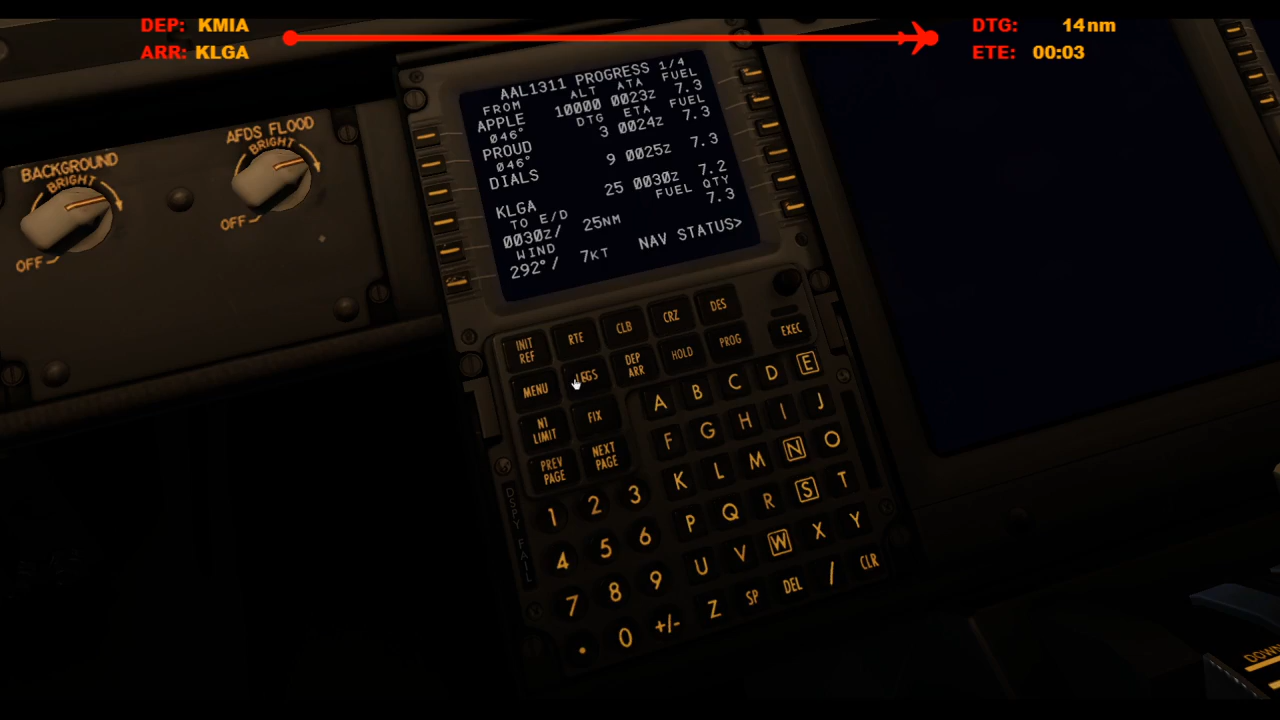 DEP: KMIA
ARR: KLGA
DTG: 14 nm
ETE: 00:03
BACKGROUND
BRIGHT
OFF
AFDS FLOOD
BRIGHT
OFF
AAL1311 PROGRESS 1/4
FROM ALT ATA FUEL
APPLE 10000 0023z 7.3
046° DTG ETA FUEL
PROUD 3 0024z 7.3
046°
DIALS 9 0025z 7.3
KLGA 25 0030z 7.2
TO E/D FUEL QTY
0030z/ 25NM 7.3
WIND
292°/ 7KT NAV STATUS>
INIT REF RTE CLB CRZ DES
MENU LEGS DEP ARR HOLD PROG EXEC
N1 LIMIT FIX
PREV PAGE NEXT PAGE
A B C D E
F G H I J
K L M N O
P Q R S T
U V W X Y
Z SP DEL / CLR
1 2 3
4 5 6
7 8 9
. 0 +/-
DSPY FAIL
DOWN